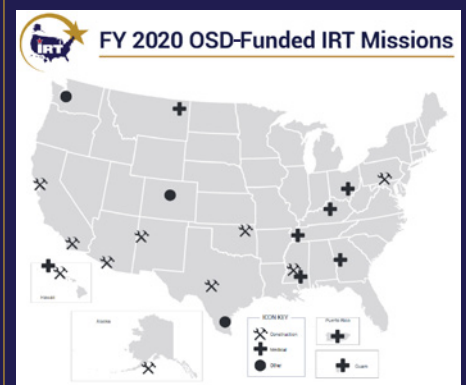 IRT
FY 2020 OSD-Funded IRT Missions
Hawaii
Alaska
ICON KEY
Construction
Medical
Other
Puerto Rico
Guam